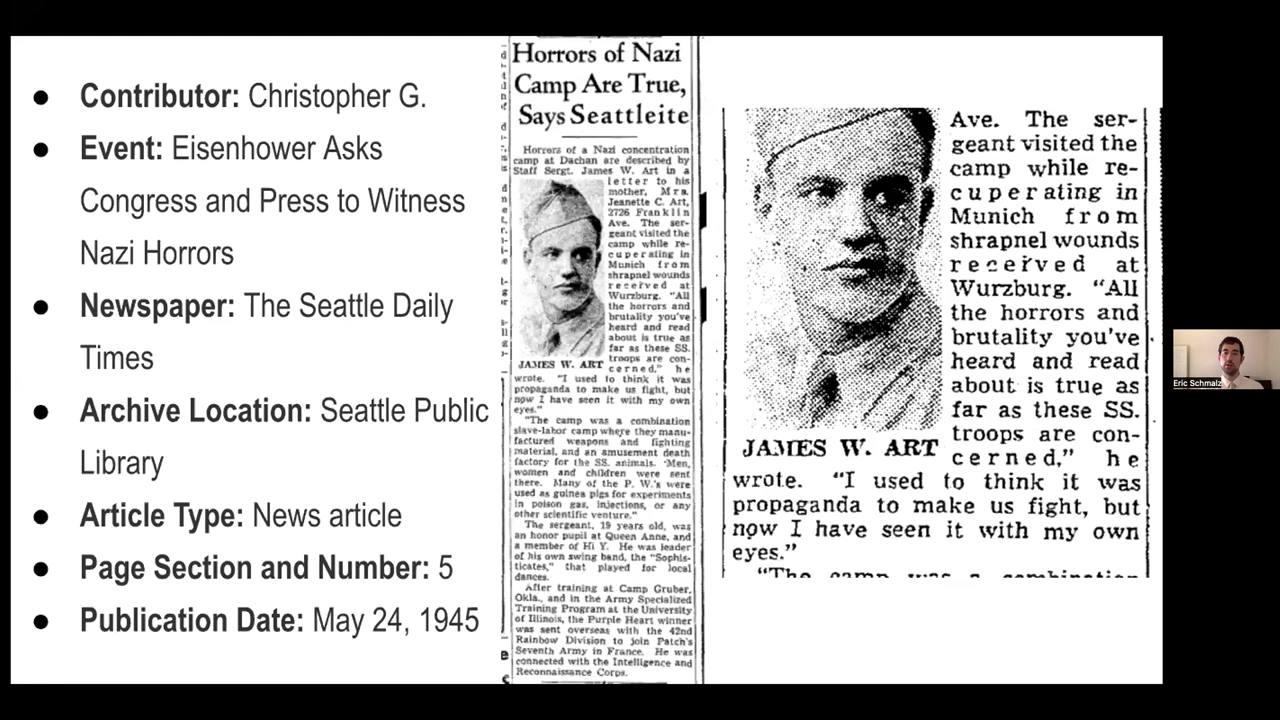 ● Contributor: Christopher G.
● Event: Eisenhower Asks
Congress and Press to Witness
Nazi Horrors
● Newspaper: The Seattle Daily
Times
● Archive Location: Seattle Public
Library
● Article Type: News article
● Page Section and Number: 5
● Publication Date: May 24, 1945
Horrors of Nazi
Camp Are True,
Says Seattleite
Horrors of a Nazi concentration
camp at Dachan are described by
Staff Sergt. James W. Art in a
letter to his
mother, Mrs.
Jeanette C. Art,
2726 Franklin
Ave. The ser-
geant visited the
camp while re-
cuperating in
Munich from
shrapnel wounds
received at
Wurzburg. "All
the horrors and
brutality you've
heard and read
about is true as
far as these SS.
troops are con-
JAMES W. ART cerned," he
wrote. "I used to think it was
propaganda to make us fight, but
now I have seen it with my own
eyes."
"The camp was a combination
slave-labor camp where they manu-
factured weapons and fighting
material, and an amusement death
factory for the SS. animals. Men,
women and children were sent
there. Many of the P. W.'s were
used as guinea pigs for experiments
in poison gas, injections, or any
other scientific venture."
The sergeant, 19 years old, was
an honor pupil at Queen Anne, and
a member of Hi Y. He was leader
of his own swing band, the "Sophis-
ticates," that played for local
dances.
After training at Camp Gruber,
Okla., and in the Army Specialized
Training Program at the University
of Illinois, the Purple Heart winner
was sent overseas with the 42nd
Rainbow Division to join Patch's
Seventh Army in France. He was
connected with the Intelligence and
Reconnaissance Corps.
Ave. The ser-
geant visited the
camp while re-
cuperating in
Munich from
shrapnel wounds
received at
Wurzburg. "All
the horrors and
brutality you've
heard and read
about is true as
far as these SS.
troops are con-
JAMES W. ART cerned," he
wrote. "I used to think it was
propaganda to make us fight, but
now I have seen it with my own
eyes."
"The camp was a combination
Eric Schmalz